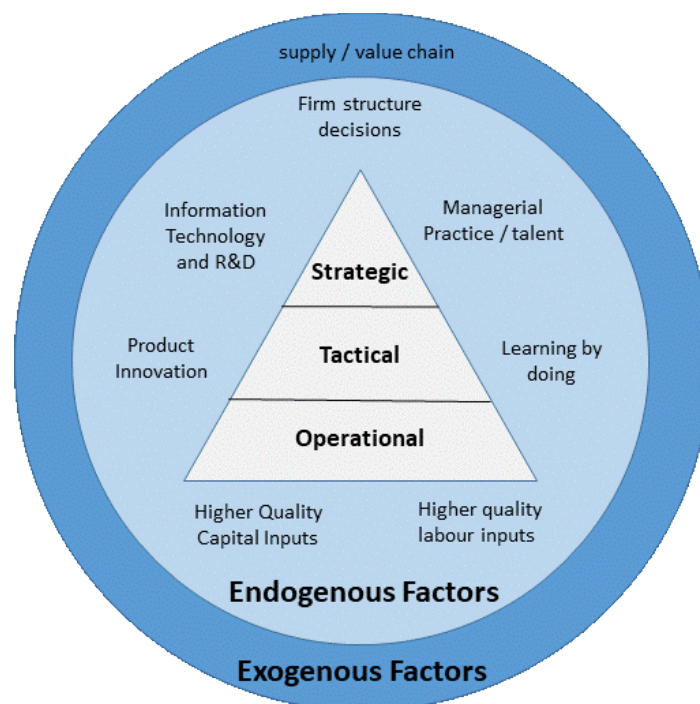 supply / value chain
Firm structure
decisions
Information
Technology
and R&D
Managerial
Practice / talent
Strategic
Product
Innovation
Tactical
Learning by
doing
Operational
Higher Quality
Capital Inputs
Higher quality
labour inputs
Endogenous Factors
Exogenous Factors